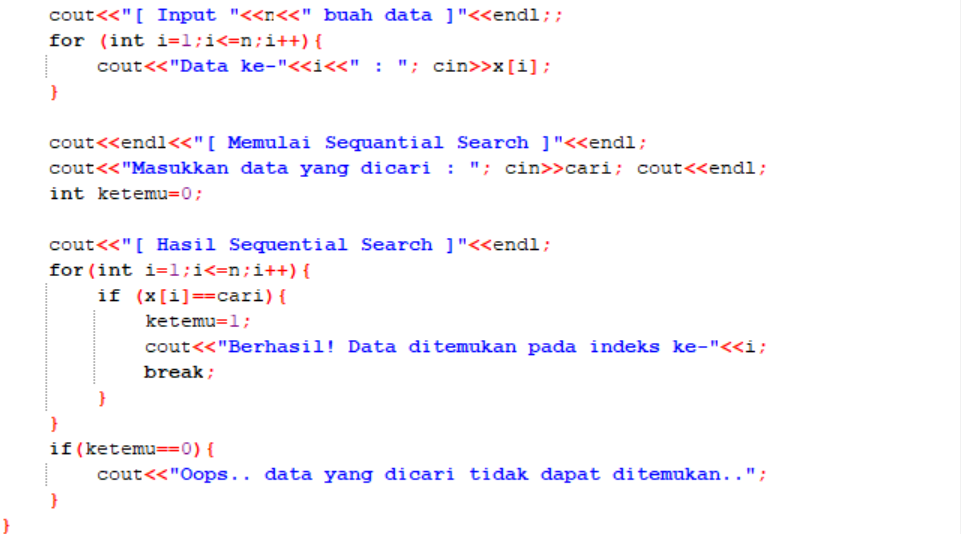 cout<<"[ Input "<<n<<" buah data ]"<<endl;;
for (int i=1;i<=n;i++){
cout<<"Data ke-"<<i<<" : "; cin>>x[i];
}
cout<<endl<<"[ Memulai Sequantial Search ]"<<endl;
cout<<"Masukkan data yang dicari : "; cin>>cari; cout<<endl;
int ketemu=0;
cout<<"[ Hasil Sequential Search ]"<<endl;
for(int i=1;i<=n;i++){
if (x[i]==cari){
ketemu=1;
cout<<"Berhasil! Data ditemukan pada indeks ke-"<<i;
break;
}
}
if(ketemu==0){
cout<<"Oops.. data yang dicari tidak dapat ditemukan..";
}
}